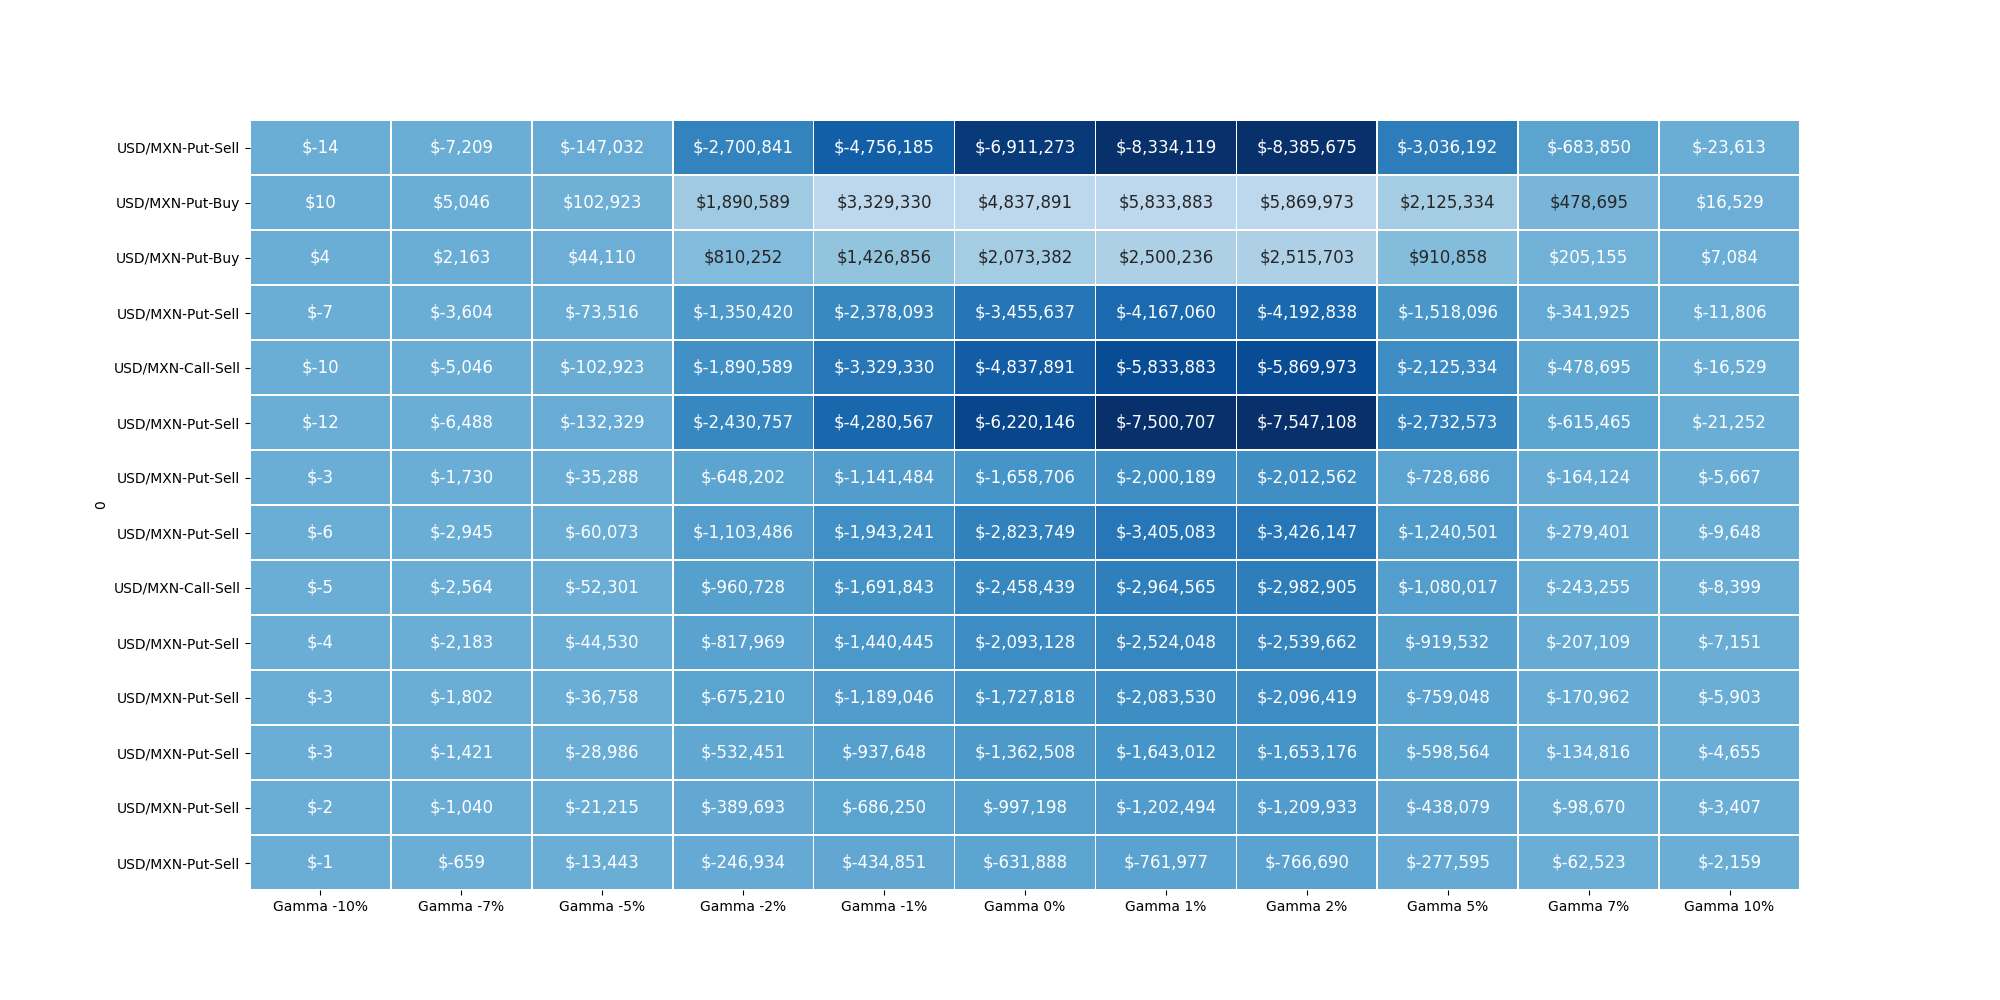 USD/MXN-Put-Sell $-14 $-7,209 $-147,032 $-2,700,841 $-4,756,185 $-6,911,273 $-8,334,119 $-8,385,675 $-3,036,192 $-683,850 $-23,613
USD/MXN-Put-Buy $10 $5,046 $102,923 $1,890,589 $3,329,330 $4,837,891 $5,833,883 $5,869,973 $2,125,334 $478,695 $16,529
USD/MXN-Put-Buy $4 $2,163 $44,110 $810,252 $1,426,856 $2,073,382 $2,500,236 $2,515,703 $910,858 $205,155 $7,084
USD/MXN-Put-Sell $-7 $-3,604 $-73,516 $-1,350,420 $-2,378,093 $-3,455,637 $-4,167,060 $-4,192,838 $-1,518,096 $-341,925 $-11,806
USD/MXN-Call-Sell $-10 $-5,046 $-102,923 $-1,890,589 $-3,329,330 $-4,837,891 $-5,833,883 $-5,869,973 $-2,125,334 $-478,695 $-16,529
USD/MXN-Put-Sell $-12 $-6,488 $-132,329 $-2,430,757 $-4,280,567 $-6,220,146 $-7,500,707 $-7,547,108 $-2,732,573 $-615,465 $-21,252
USD/MXN-Put-Sell $-3 $-1,730 $-35,288 $-648,202 $-1,141,484 $-1,658,706 $-2,000,189 $-2,012,562 $-728,686 $-164,124 $-5,667
0
USD/MXN-Put-Sell $-6 $-2,945 $-60,073 $-1,103,486 $-1,943,241 $-2,823,749 $-3,405,083 $-3,426,147 $-1,240,501 $-279,401 $-9,648
USD/MXN-Call-Sell $-5 $-2,564 $-52,301 $-960,728 $-1,691,843 $-2,458,439 $-2,964,565 $-2,982,905 $-1,080,017 $-243,255 $-8,399
USD/MXN-Put-Sell $-4 $-2,183 $-44,530 $-817,969 $-1,440,445 $-2,093,128 $-2,524,048 $-2,539,662 $-919,532 $-207,109 $-7,151
USD/MXN-Put-Sell $-3 $-1,802 $-36,758 $-675,210 $-1,189,046 $-1,727,818 $-2,083,530 $-2,096,419 $-759,048 $-170,962 $-5,903
USD/MXN-Put-Sell $-3 $-1,421 $-28,986 $-532,451 $-937,648 $-1,362,508 $-1,643,012 $-1,653,176 $-598,564 $-134,816 $-4,655
USD/MXN-Put-Sell $-2 $-1,040 $-21,215 $-389,693 $-686,250 $-997,198 $-1,202,494 $-1,209,933 $-438,079 $-98,670 $-3,407
USD/MXN-Put-Sell $-1 $-659 $-13,443 $-246,934 $-434,851 $-631,888 $-761,977 $-766,690 $-277,595 $-62,523 $-2,159
Gamma -10% Gamma -7% Gamma -5% Gamma -2% Gamma -1% Gamma 0% Gamma 1% Gamma 2% Gamma 5% Gamma 7% Gamma 10%